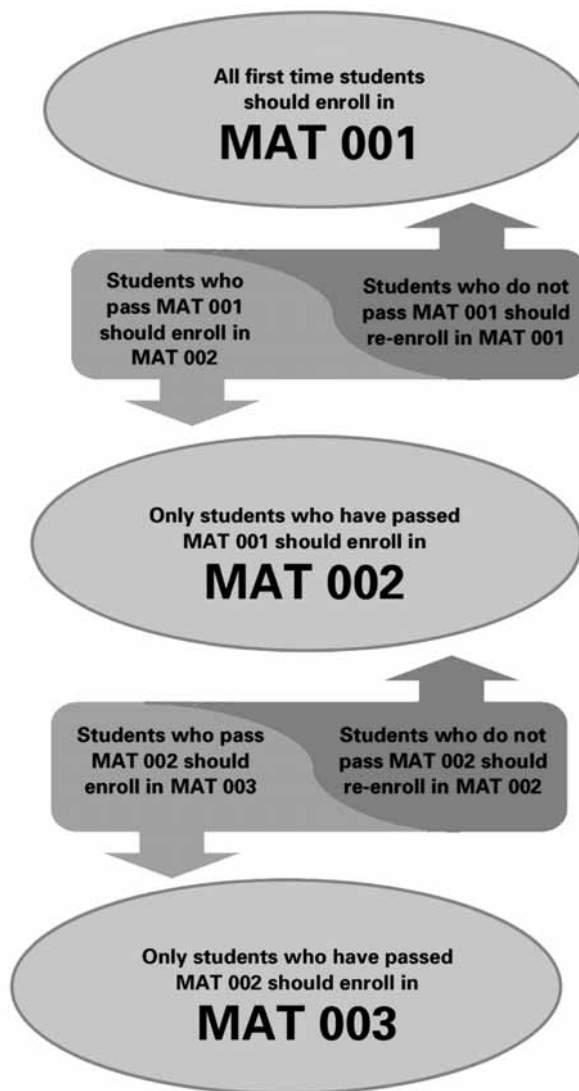 All first time students
should enroll in
MAT 001
Students who
pass MAT 001
should enroll in
MAT 002
Students who do not
pass MAT 001 should
re-enroll in MAT 001
Only students who have passed
MAT 001 should enroll in
MAT 002
Students who pass
MAT 002 should
enroll in MAT 003
Students who do not
pass MAT 002 should
re-enroll in MAT 002
Only students who have passed
MAT 002 should enroll in
MAT 003